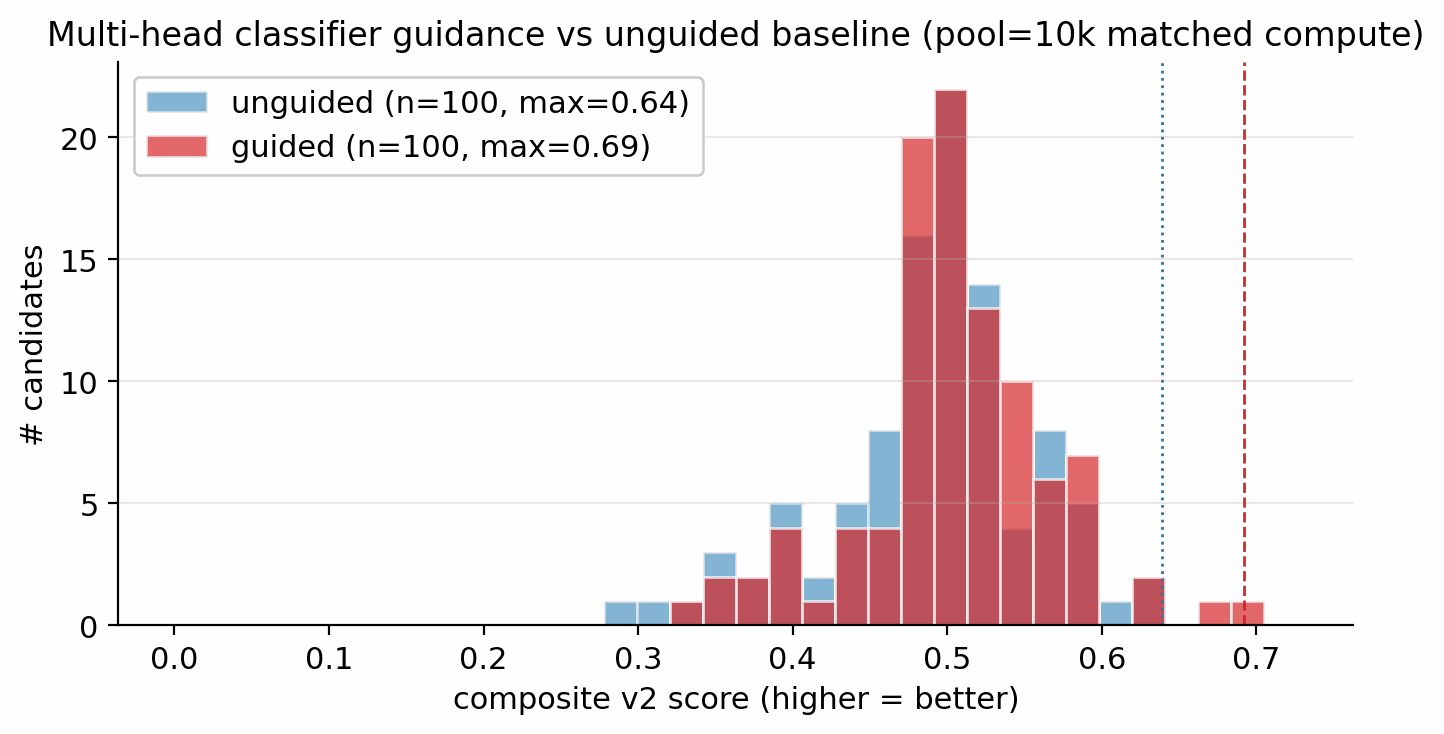 Multi-head classifier guidance vs unguided baseline (pool=10k matched compute)
unguided (n=100, max=0.64)
guided (n=100, max=0.69)
# candidates
20
15
10
5
0
0.0 0.1 0.2 0.3 0.4 0.5 0.6 0.7
composite v2 score (higher = better)